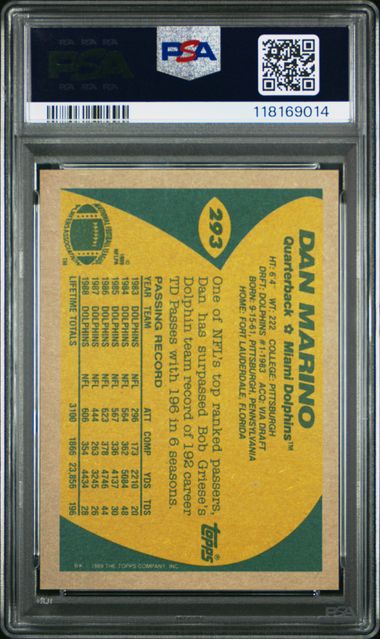 PSA
PSA
118169014
293
DAN MARINO
Quarterback ✩ Miami Dolphins™
HT: 6'4" WT: 222 COLLEGE: PITTSBURGH
DRFT: DOLPHINS #1-1983 ACQ: VIA DRAFT
BORN: 9-15-61, PITTSBURGH, PENNSYLVANIA
HOME: FORT LAUDERDALE, FLORIDA
One of NFL's top ranked passers,
Dan has surpassed Bob Griese's
Dolphin team record of 192 career
TD Passes with 196 in 6 seasons.
topps
PASSING RECORD
YEAR TEAM ATT COMP YDS TDS
1983 DOLPHINS NFL 296 173 2210 20
1984 DOLPHINS NFL 564 362 5084 48
1985 DOLPHINS NFL 567 336 4137 30
1986 DOLPHINS NFL 623 378 4746 44
1987 DOLPHINS NFL 444 263 3245 26
1988 DOLPHINS NFL 606 354 4434 28
LIFETIME TOTALS 3100 1866 23,856 196
© 1989
NFLPA
TM
© 1989 THE TOPPS COMPANY, INC.